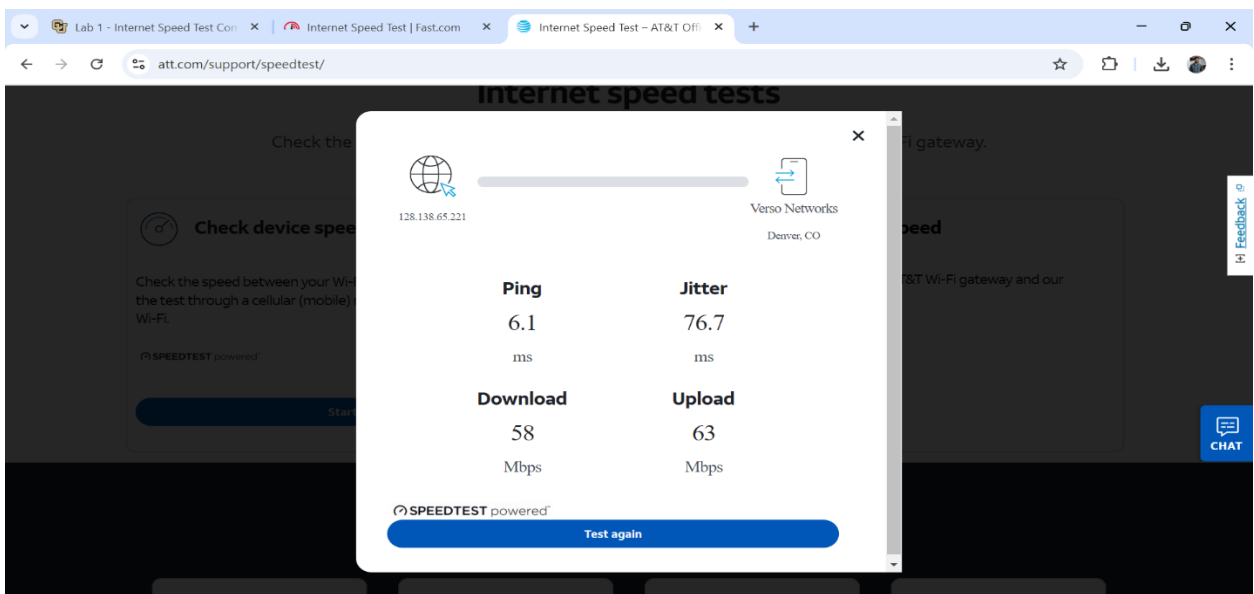 Lab 1 - Internet Speed Test Con
Internet Speed Test | Fast.com
Internet Speed Test – AT&T Offi
att.com/support/speedtest/
Internet speed tests
Check the
Fi gateway.
128.138.65.221
Verso Networks
Denver, CO
Check device spee
peed
Check the speed between your Wi-F
T&T Wi-Fi gateway and our
the test through a cellular (mobile)
Wi-Fi.
SPEEDTEST powered
Start
Ping
Jitter
6.1
76.7
ms
ms
Download
Upload
58
63
Mbps
Mbps
SPEEDTEST powered
Test again
[+] Feedback
CHAT